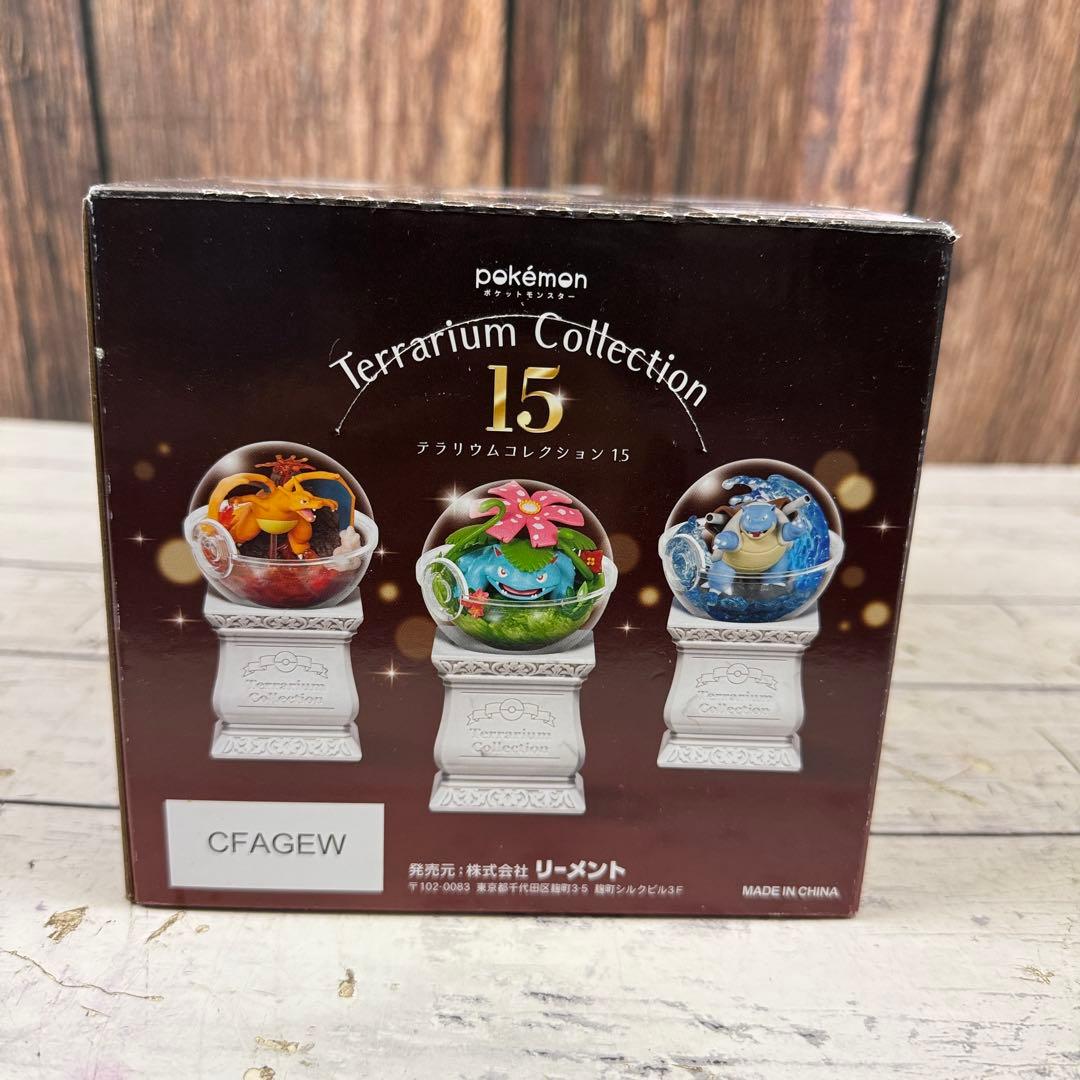 pokémon
ポケットモンスター
Terrarium Collection
15
テラリウムコレクション 15
Terrarium
Collection
Terrarium
Collection
Terrarium
Collection
CFAGEW
発売元:株式会社 リーメント
〒102-0083 東京都千代田区麹町3-5 麹町シルクビル3F
MADE IN CHINA